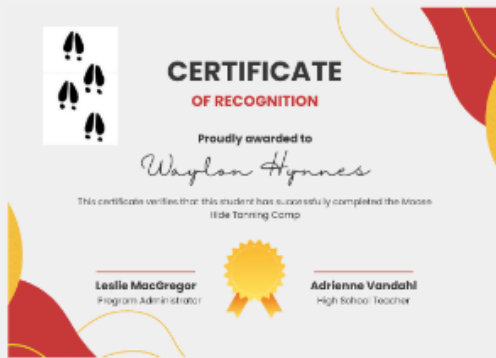 CERTIFICATE
OF RECOGNITION
Proudly awarded to
Waylon Hynnes
This certificate verifies that this student has successfully completed the Moose
Hide Tanning Camp
Leslie MacGregor
Adrienne Vandahl
Program Administrator
High School Teacher